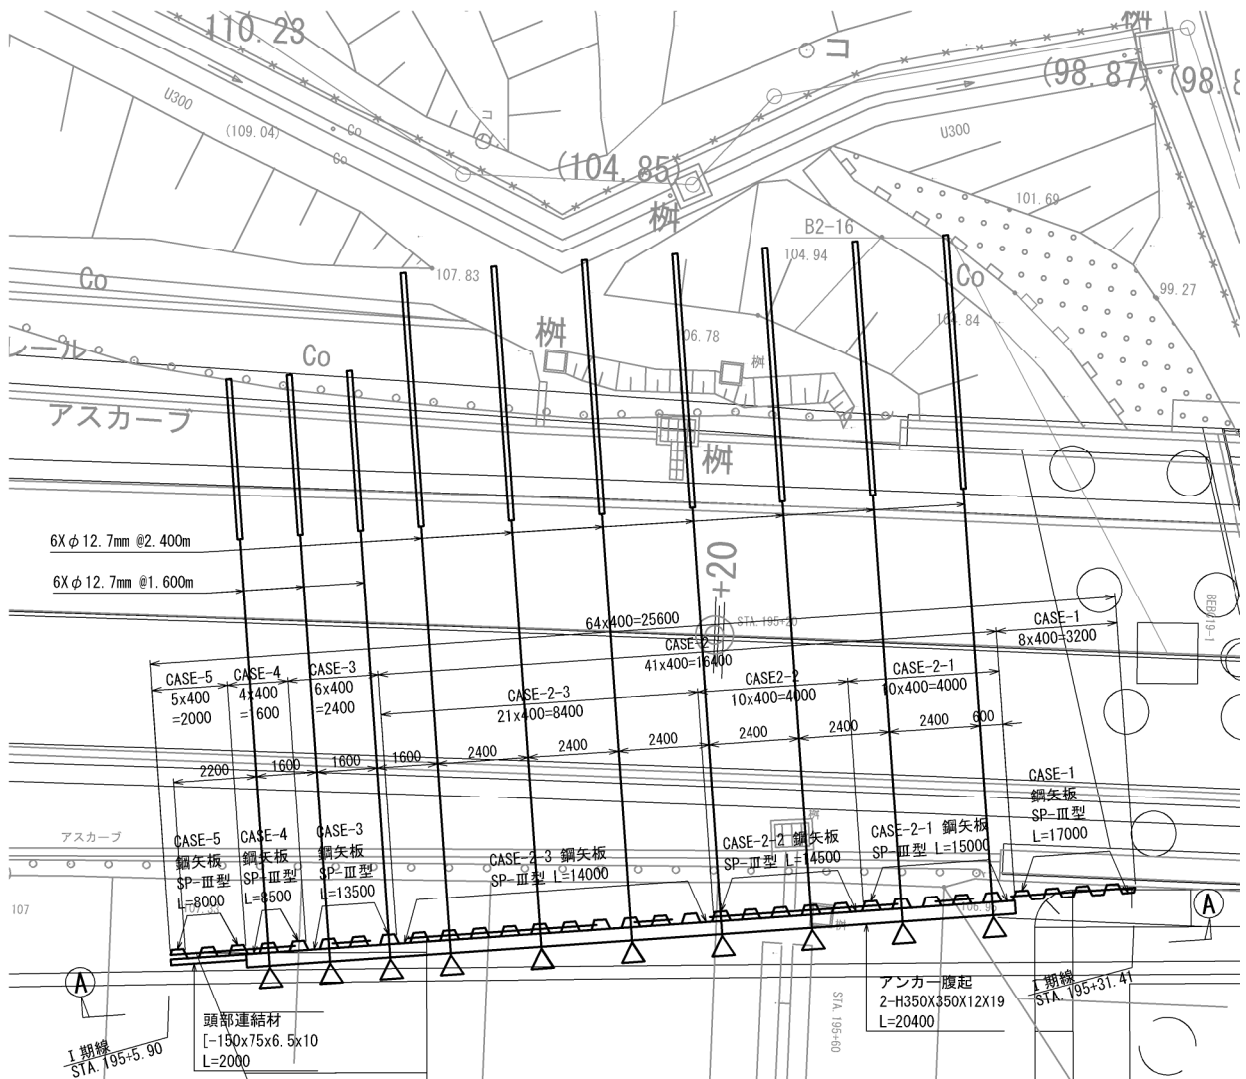 110.23
コ
桝
(98.87)
U300
(109.04)
Co
Co
コ
U300
(104.85)
桝
101.69
B2-16
104.94
107.83
Co
Co
99.27
104.84
桝
106.78
桝
レール
Co
アスカーブ
桝
6Xφ12.7mm @2.400m
6Xφ12.7mm @1.600m
+20
STA.195+20
64x400=25600
CASE-1
8x400=3200
CASE-2
41x400=16400
CASE-5
5x400
=2000
CASE-4
4x400
=1600
CASE-3
6x400
=2400
CASE-2-3
21x400=8400
CASE2-2
10x400=4000
CASE-2-1
10x400=4000
2200
1600
1600
1600
2400
2400
2400
2400
2400
2400
600
CASE-1
鋼矢板
SP-Ⅲ型
L=17000
アスカーブ
桝
CASE-5
鋼矢板
SP-Ⅲ型
L=8000
CASE-4
鋼矢板
SP-Ⅲ型
L=8500
CASE-3
鋼矢板
SP-Ⅲ型
L=13500
CASE-2-3 鋼矢板
SP-Ⅲ型 L=14000
CASE-2-2 鋼矢板
SP-Ⅲ型 L=14500
CASE-2-1 鋼矢板
SP-Ⅲ型 L=15000
107
桝
A
A
アンカー腹起
2-H350X350X12X19
L=20400
Ⅰ期線
STA.195+31.41
頭部連結材
[-150x75x6.5x10
L=2000
Ⅰ期線
STA.195+5.90
STA.195+60